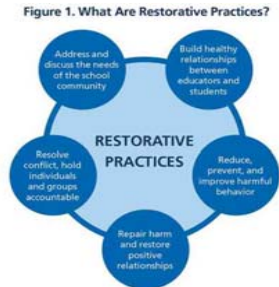 Figure 1. What Are Restorative Practices?
Address and
discuss the needs
of the school
community
Build healthy
relationships
between
educators and
students
RESTORATIVE
PRACTICES
Resolve
conflict, hold
individuals
and groups
accountable
Reduce,
prevent, and
improve harmful
behavior
Repair harm
and restore
positive
relationships